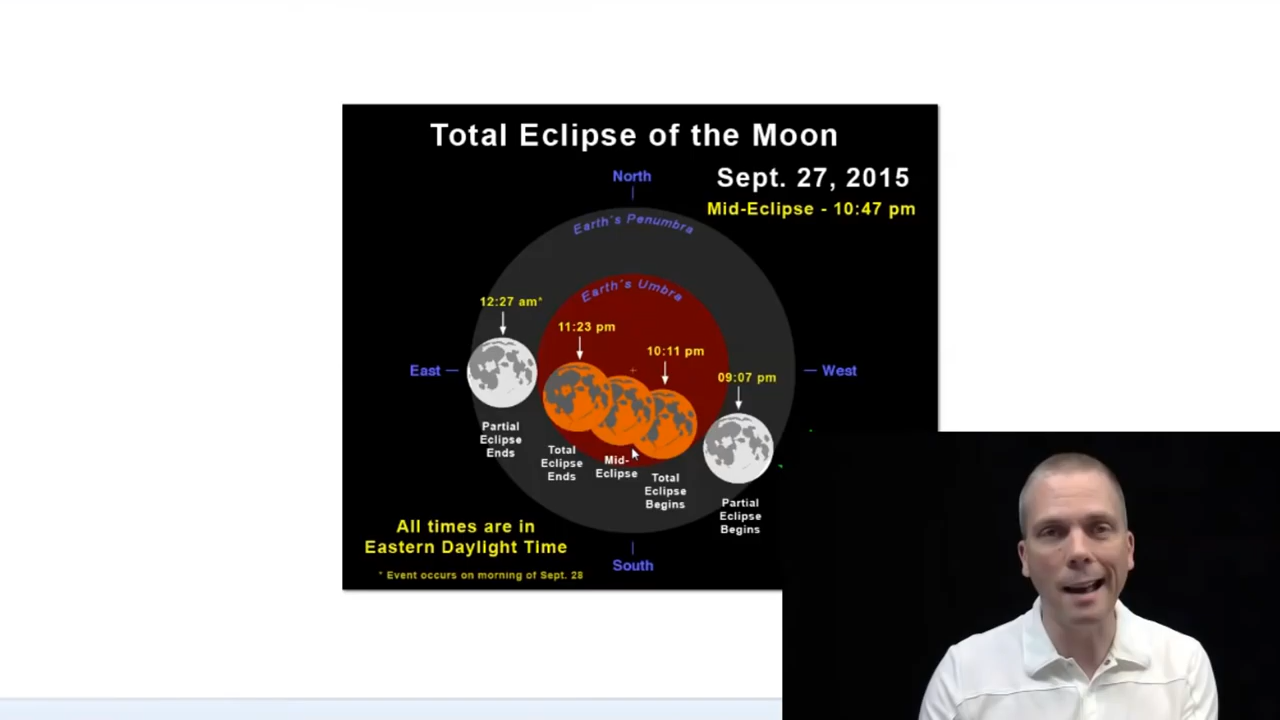 Total Eclipse of the Moon
Sept. 27, 2015
Mid-Eclipse - 10:47 pm
North
Earth's Penumbra
Earth's Umbra
12:27 am*
11:23 pm
10:11 pm
09:07 pm
East
West
Partial
Eclipse
Ends
Total
Eclipse
Ends
Mid-
Eclipse
Total
Eclipse
Begins
Partial
Eclipse
Begins
All times are in
Eastern Daylight Time
* Event occurs on morning of Sept. 28
South